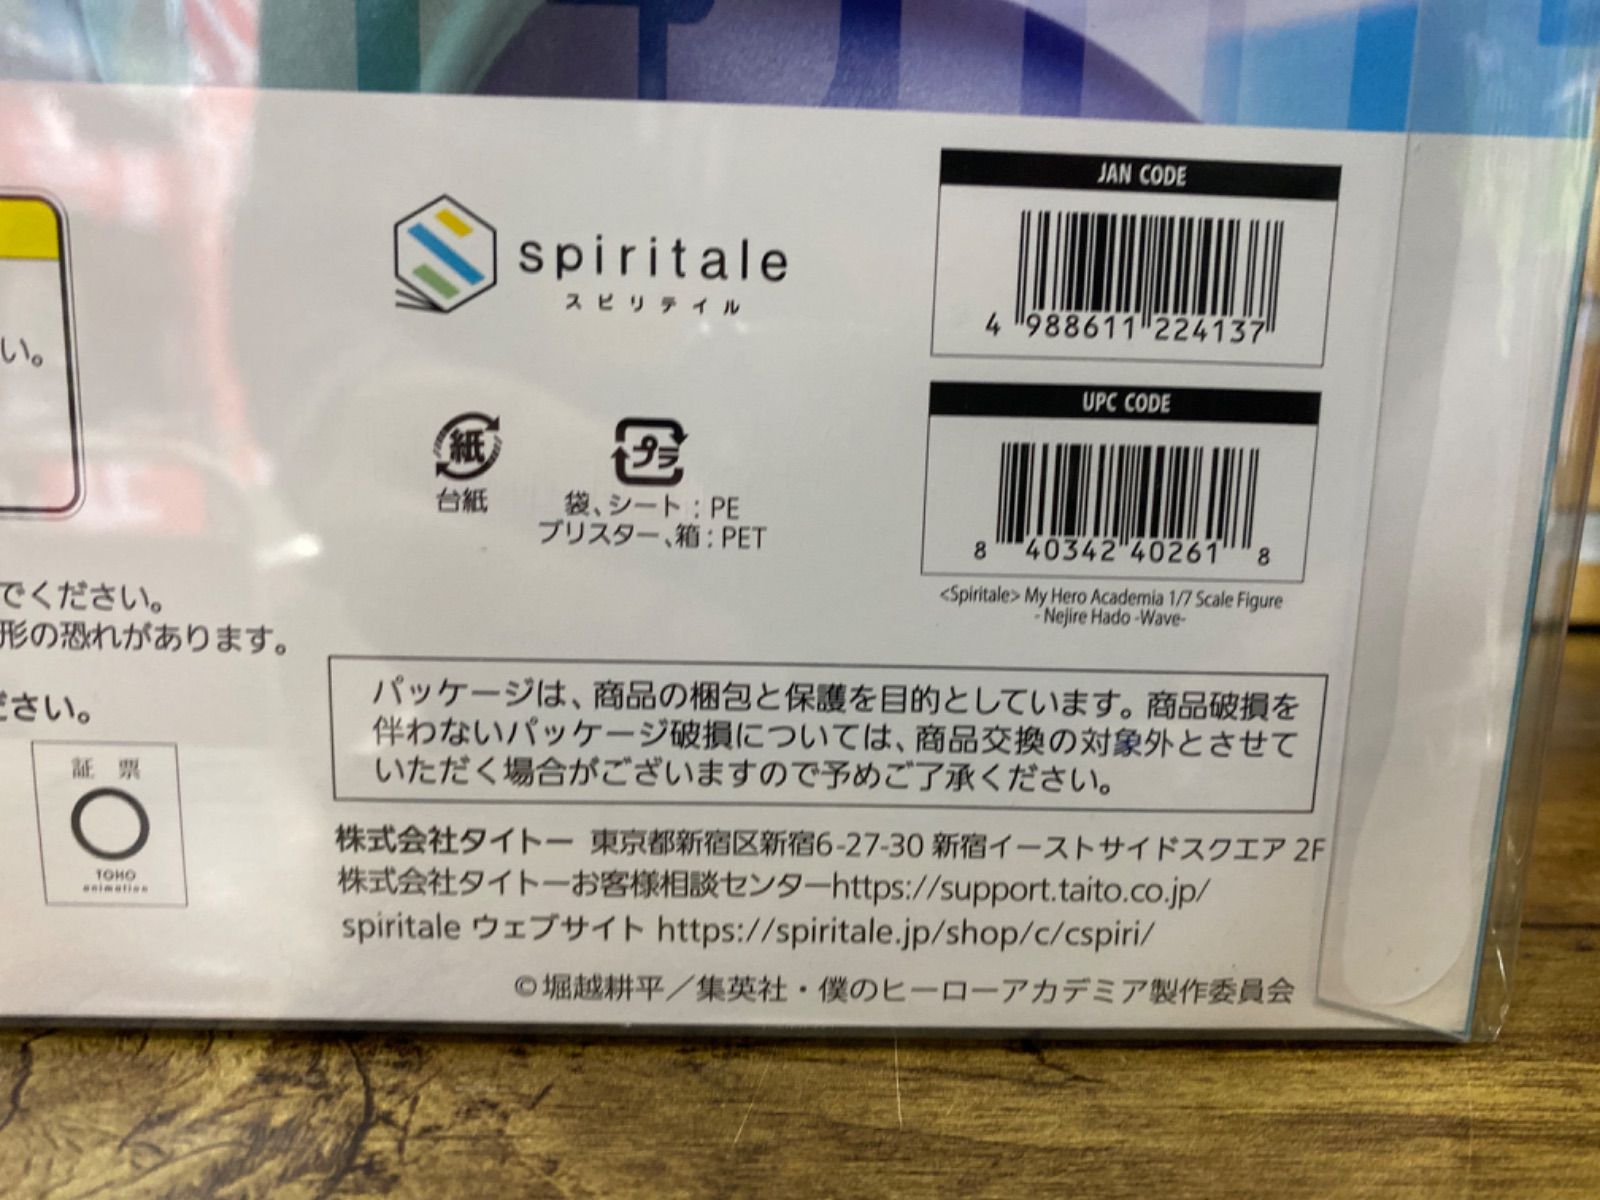 い。
spiritale
スピリテイル
JAN CODE
4 988611 224137
紙
台紙
プラ
袋、シート : PE
ブリスター、箱 : PET
UPC CODE
8 40342 40261 8
<Spiritale> My Hero Academia 1/7 Scale Figure
- Nejire Hado -Wave-
でください。
形の恐れがあります。
ださい。
証 票
TOHO
animation
パッケージは、商品の梱包と保護を目的としています。商品破損を
伴わないパッケージ破損については、商品交換の対象外とさせて
いただく場合がございますので予めご了承ください。
株式会社タイトー 東京都新宿区新宿6-27-30 新宿イーストサイドスクエア 2F
株式会社タイトーお客様相談センターhttps://support.taito.co.jp/
spiritale ウェブサイト https://spiritale.jp/shop/c/cspiri/
©堀越耕平／集英社・僕のヒーローアカデミア製作委員会